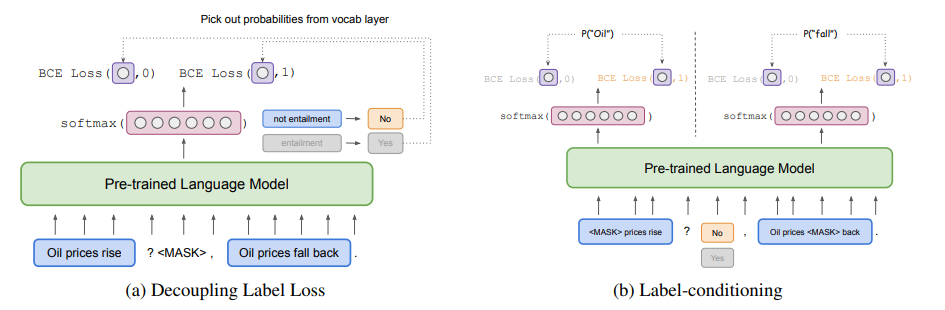 Pick out probabilities from vocab layer
BCE Loss( ,0) BCE Loss( ,1)
softmax( )
not entailment No
entailment Yes
Pre-trained Language Model
Oil prices rise ? <MASK> , Oil prices fall back .
(a) Decoupling Label Loss
P("Oil") P("fall")
BCE Loss( ,0) BCE Loss( ,1) BCE Loss( ,0) BCE Loss( ,1)
softmax( ) softmax( )
Pre-trained Language Model
<MASK> prices rise ? No , Oil prices <MASK> back .
Yes
(b) Label-conditioning